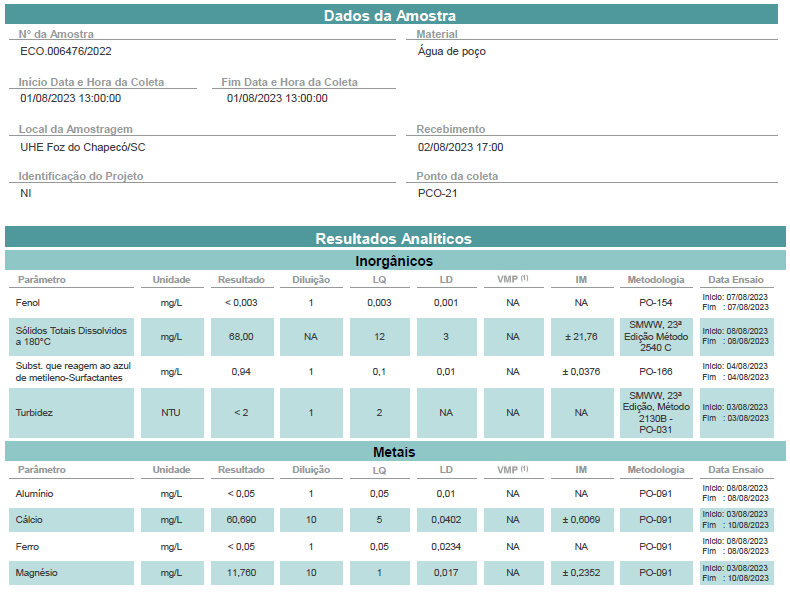 Dados da Amostra
Nº da Amostra Material
ECO.006476/2022 Água de poço
Início Data e Hora da Coleta Fim Data e Hora da Coleta
01/08/2023 13:00:00 01/08/2023 13:00:00
Local da Amostragem Recebimento
UHE Foz do Chapecó/SC 02/08/2023 17:00
Identificação do Projeto Ponto da coleta
NI PCO-21
Resultados Analíticos
Inorgânicos
Parâmetro Unidade Resultado Diluição LQ LD VMP (1) IM Metodologia Data Ensaio
Fenol mg/L < 0,003 1 0,003 0,001 NA NA PO-154 Início: 07/08/2023
Fim : 07/08/2023
Sólidos Totais Dissolvidos
a 180°C mg/L 68,00 NA 12 3 NA ± 21,76 SMWW, 23ª
Edição Método
2540 C Início: 08/08/2023
Fim : 08/08/2023
Subst. que reagem ao azul
de metileno-Surfactantes mg/L 0,94 1 0,1 0,01 NA ± 0,0376 PO-166 Início: 04/08/2023
Fim : 04/08/2023
Turbidez NTU < 2 1 2 NA NA NA SMWW, 23ª
Edição, Método
2130B -
PO-031 Início: 03/08/2023
Fim : 03/08/2023
Metais
Parâmetro Unidade Resultado Diluição LQ LD VMP (1) IM Metodologia Data Ensaio
Alumínio mg/L < 0,05 1 0,05 0,01 NA NA PO-091 Início: 08/08/2023
Fim : 08/08/2023
Cálcio mg/L 60,690 10 5 0,0402 NA ± 0,6069 PO-091 Início: 03/08/2023
Fim : 10/08/2023
Ferro mg/L < 0,05 1 0,05 0,0234 NA NA PO-091 Início: 08/08/2023
Fim : 08/08/2023
Magnésio mg/L 11,760 10 1 0,017 NA ± 0,2352 PO-091 Início: 03/08/2023
Fim : 10/08/2023